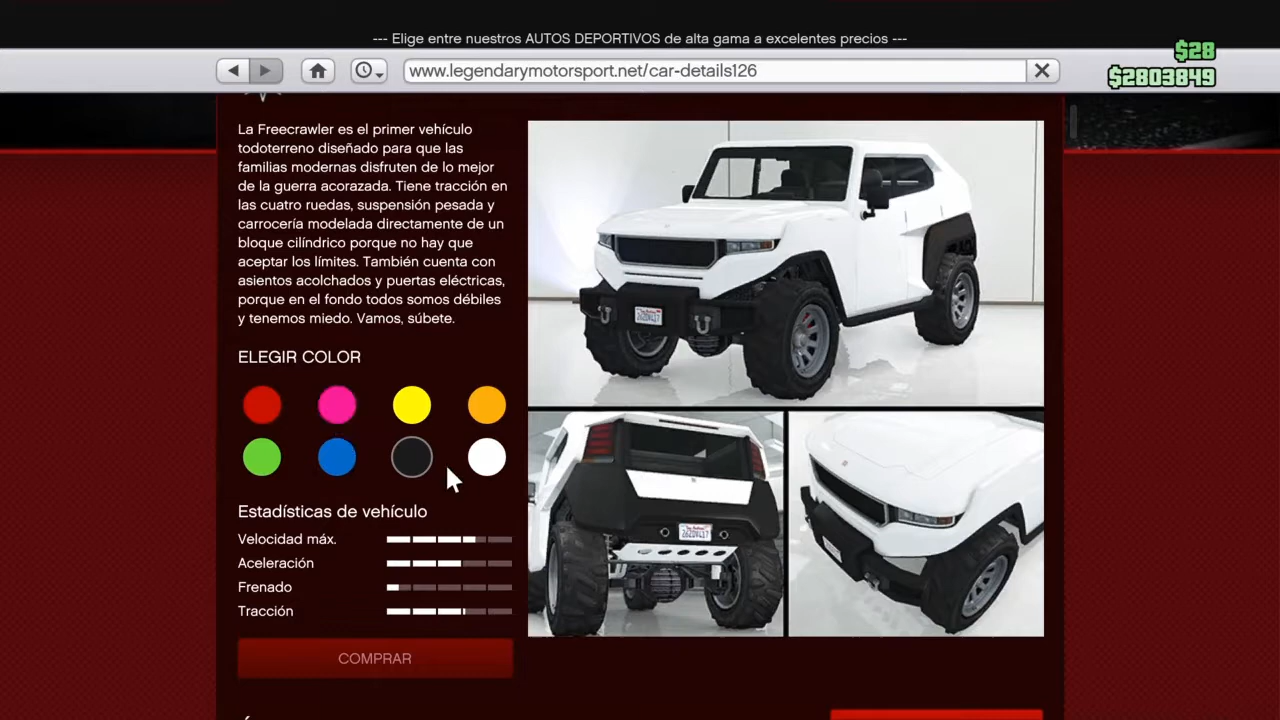 --- Elige entre nuestros AUTOS DEPORTIVOS de alta gama a excelentes precios ---
$28
www.legendarymotorsport.net/car-details126
$2803849
La Freecrawler es el primer vehículo
todoterreno diseñado para que las
familias modernas disfruten de lo mejor
de la guerra acorazada. Tiene tracción en
las cuatro ruedas, suspensión pesada y
carrocería modelada directamente de un
bloque cilíndrico porque no hay que
aceptar los límites. También cuenta con
asientos acolchados y puertas eléctricas,
porque en el fondo todos somos débiles
y tenemos miedo. Vamos, súbete.
ELEGIR COLOR
Estadísticas de vehículo
Velocidad máx.
Aceleración
Frenado
Tracción
COMPRAR